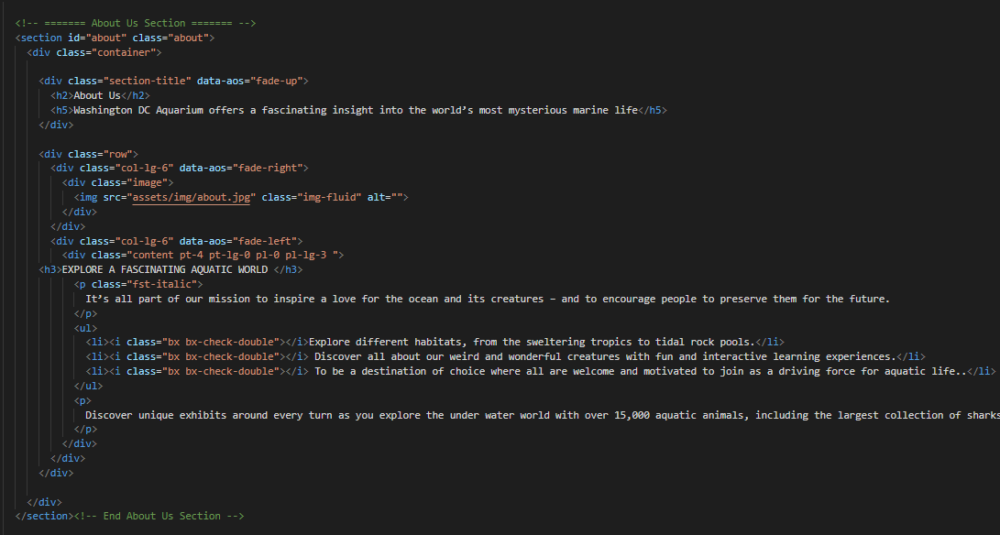 <!-- ======= About Us Section ======= -->
<section id="about" class="about">
<div class="container">
<div class="section-title" data-aos="fade-up">
<h2>About Us</h2>
<h5>Washington DC Aquarium offers a fascinating insight into the world’s most mysterious marine life</h5>
</div>
<div class="row">
<div class="col-lg-6" data-aos="fade-right">
<div class="image">
<img src="assets/img/about.jpg" class="img-fluid" alt="">
</div>
</div>
<div class="col-lg-6" data-aos="fade-left">
<div class="content pt-4 pt-lg-0 pl-0 pl-lg-3 ">
<h3>EXPLORE A FASCINATING AQUATIC WORLD </h3>
<p class="fst-italic">
It’s all part of our mission to inspire a love for the ocean and its creatures – and to encourage people to preserve them for the future.
</p>
<ul>
<li><i class="bx bx-check-double"></i>Explore different habitats, from the sweltering tropics to tidal rock pools.</li>
<li><i class="bx bx-check-double"></i> Discover all about our weird and wonderful creatures with fun and interactive learning experiences.</li>
<li><i class="bx bx-check-double"></i> To be a destination of choice where all are welcome and motivated to join as a driving force for aquatic life..</li>
</ul>
<p>
Discover unique exhibits around every turn as you explore the under water world with over 15,000 aquatic animals, including the largest collection of sharks
</p>
</div>
</div>
</div>
</div>
</section><!-- End About Us Section -->